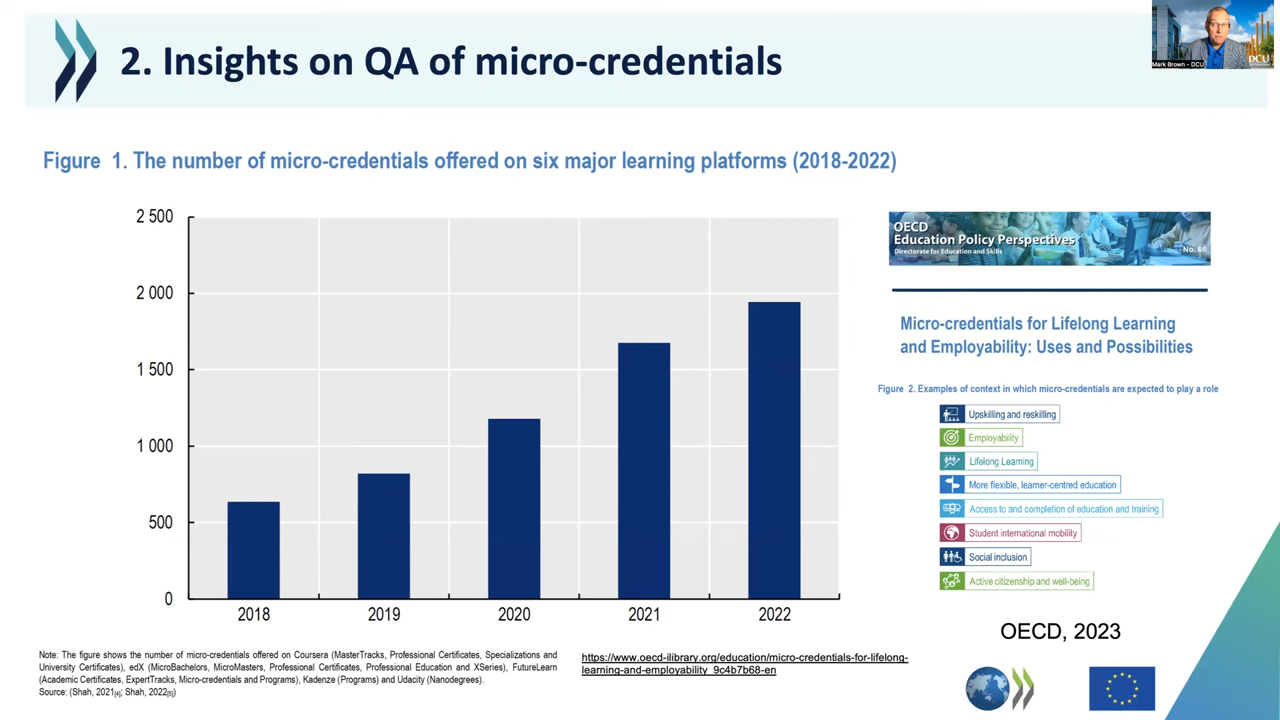 2. Insights on QA of micro-credentials
Mark Brown - DCU
DCU
Figure 1. The number of micro-credentials offered on six major learning platforms (2018-2022)
2 500
2 000
1 500
1 000
500
0
2018
2019
2020
2021
2022
Note: The figure shows the number of micro-credentials offered on Coursera (MasterTracks, Professional Certificates, Specializations and
University Certificates), edX (MicroBachelors, MicroMasters, Professional Certificates, Professional Education and XSeries), FutureLearn
(Academic Certificates, ExpertTracks, Micro-credentials and Programs), Kadenze (Programs) and Udacity (Nanodegrees).
Source: (Shah, 2021[4]; Shah, 2022[5])
https://www.oecd-ilibrary.org/education/micro-credentials-for-lifelong-
learning-and-employability_9c4b7b68-en
OECD
Education Policy Perspectives
Directorate for Education and Skills
No. 66
Micro-credentials for Lifelong Learning
and Employability: Uses and Possibilities
Figure 2. Examples of context in which micro-credentials are expected to play a role
Upskilling and reskilling
Employability
Lifelong Learning
More flexible, learner-centred education
Access to and completion of education and training
Student international mobility
Social inclusion
Active citizenship and well-being
OECD, 2023